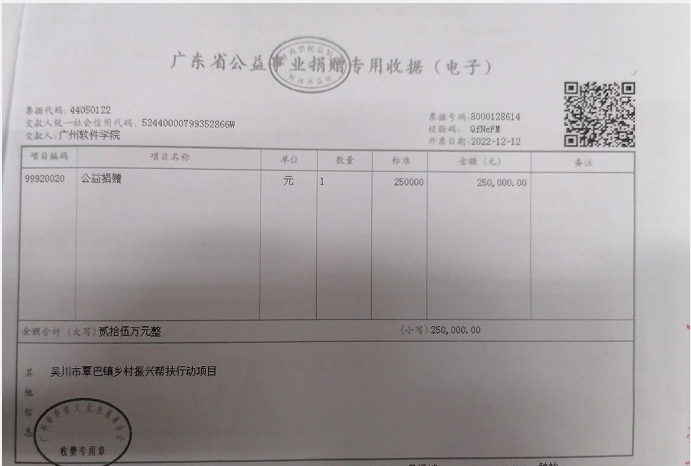 广东省公益事业捐赠专用收据（电子）
票据代码：44050122
交款人统一社会信用代码：52440000799352866W
交款人：广州软件学院
票据号码：8000128614
校验码：QfNeFM
开票日期：2022-12-12
项目编码 项目名称 单位 数量 标准 金额（元） 备注
99920020 公益捐赠 元 1 250000 250,000.00
金额合计（大写）贰拾伍万元整 （小写）250,000.00
其他信息
吴川市覃巴镇乡村振兴帮扶行动项目
收费专用章